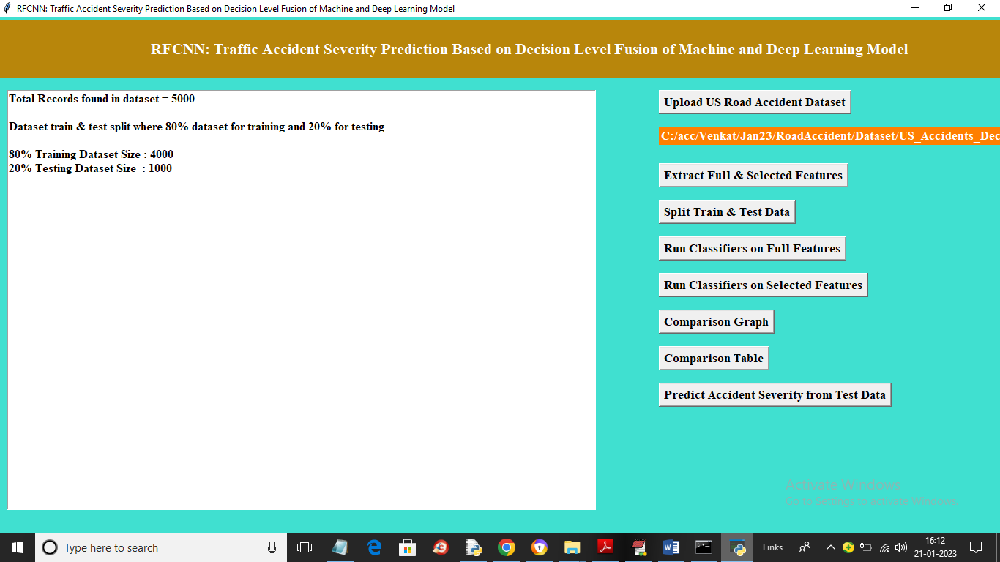 RFCNN: Traffic Accident Severity Prediction Based on Decision Level Fusion of Machine and Deep Learning Model
RFCNN: Traffic Accident Severity Prediction Based on Decision Level Fusion of Machine and Deep Learning Model
Total Records found in dataset = 5000
Dataset train & test split where 80% dataset for training and 20% for testing
80% Training Dataset Size : 4000
20% Testing Dataset Size  : 1000
Upload US Road Accident Dataset
C:/acc/Venkat/Jan23/RoadAccident/Dataset/US_Accidents_Dec
Extract Full & Selected Features
Split Train & Test Data
Run Classifiers on Full Features
Run Classifiers on Selected Features
Comparison Graph
Comparison Table
Predict Accident Severity from Test Data
Activate Windows
Go to Settings to activate Windows.
Type here to search
Links
16:12
21-01-2023